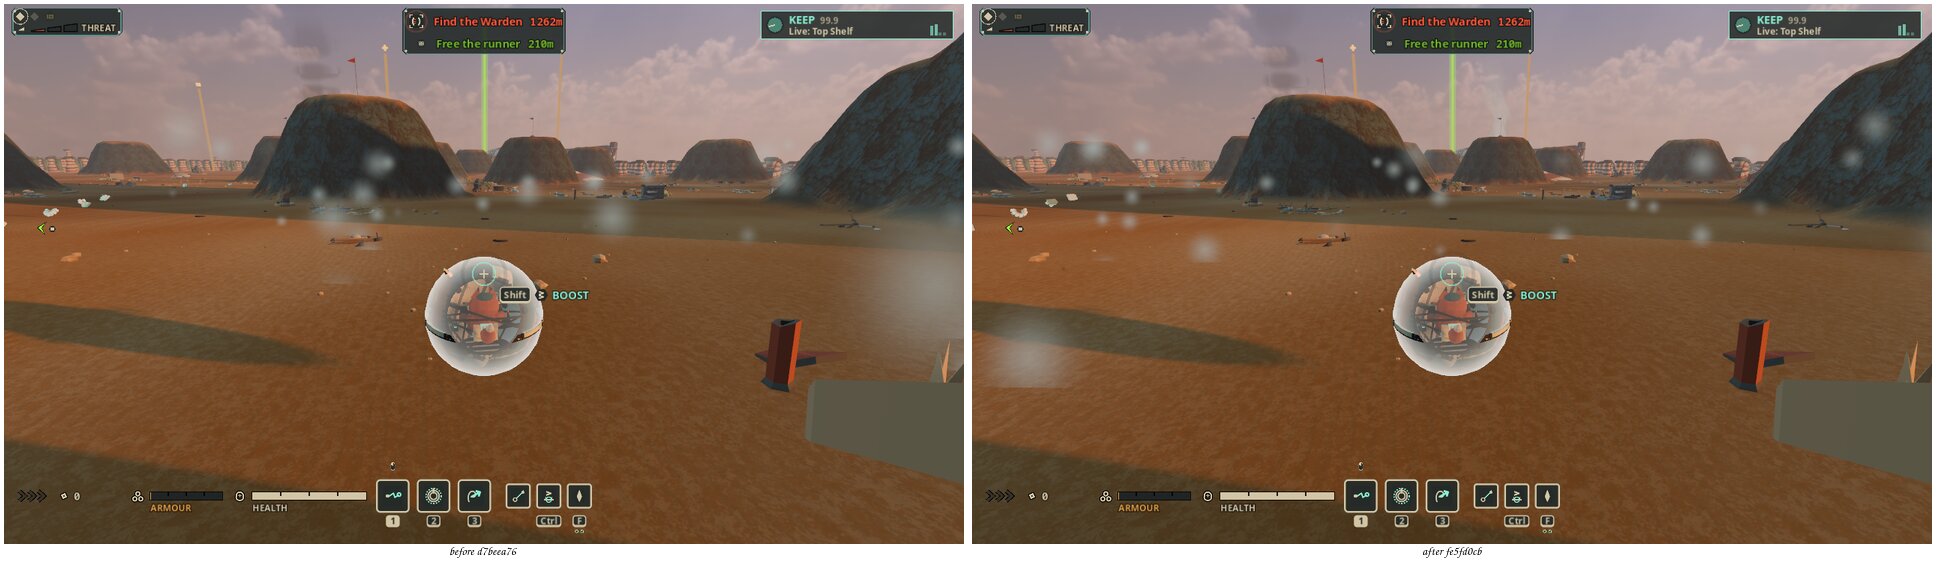 THREAT
Find the Warden 1262m
Free the runner 210m
KEEP 99.9
Live: Top Shelf
Shift BOOST
0
ARMOUR
HEALTH
1
2
3
Ctrl
F
before d7beea76
THREAT
Find the Warden 1262m
Free the runner 210m
KEEP 99.9
Live: Top Shelf
Shift BOOST
0
ARMOUR
HEALTH
1
2
3
Ctrl
F
after fe5fd0cb